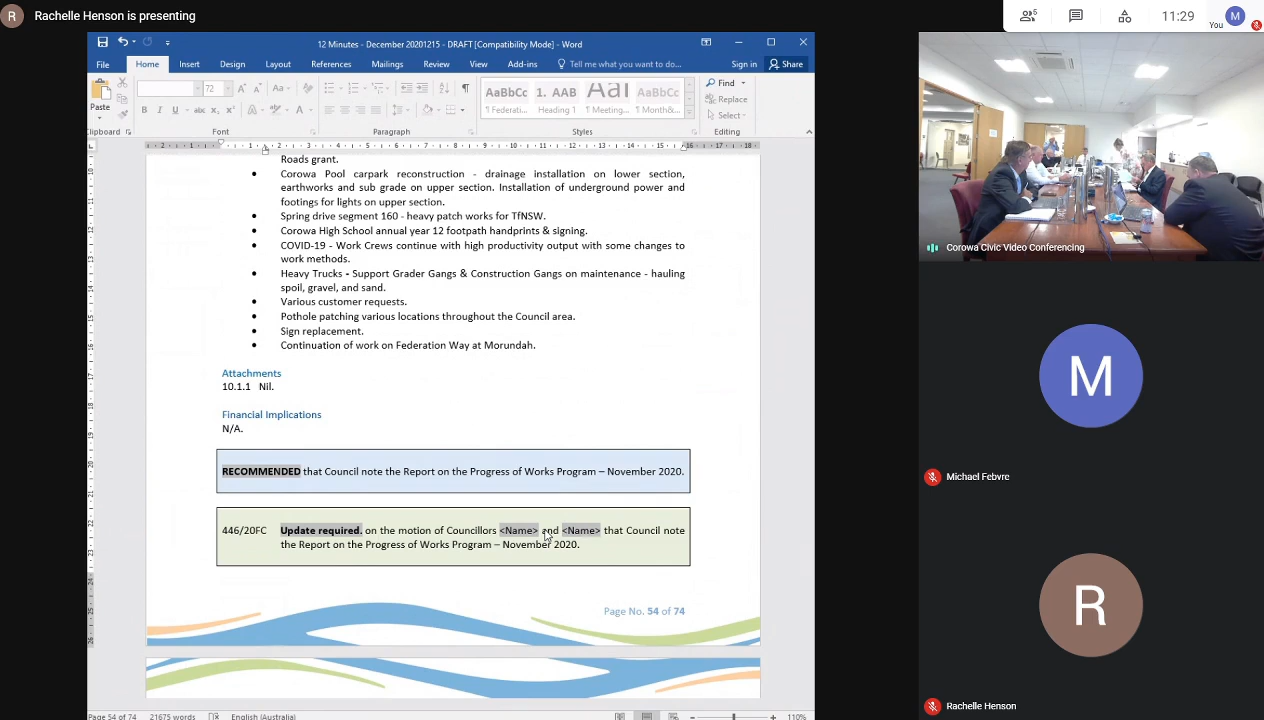 R Rachelle Henson is presenting
5
11:29
You
M
12 Minutes - December 20201215 - DRAFT [Compatibility Mode] - Word
File Home Insert Design Layout References Mailings Review View Add-ins Tell me what you want to do... Sign in Share
Paste
72
AaBbCc 1. AAB AaI AaBbCc
¶ Federati... Heading 1 ¶ Meeting... ¶ Month&...
Find
Replace
Select
Clipboard Font Paragraph Styles Editing
Roads grant.
• Corowa Pool carpark reconstruction - drainage installation on lower section,
earthworks and sub grade on upper section. Installation of underground power and
footings for lights on upper section.
• Spring drive segment 160 - heavy patch works for TfNSW.
• Corowa High School annual year 12 footpath handprints & signing.
• COVID-19 - Work Crews continue with high productivity output with some changes to
work methods.
• Heavy Trucks - Support Grader Gangs & Construction Gangs on maintenance - hauling
spoil, gravel, and sand.
• Various customer requests.
• Pothole patching various locations throughout the Council area.
• Sign replacement.
• Continuation of work on Federation Way at Morundah.
Attachments
10.1.1 Nil.
Financial Implications
N/A.
RECOMMENDED that Council note the Report on the Progress of Works Program – November 2020.
446/20FC Update required. on the motion of Councillors <Name> and <Name> that Council note
the Report on the Progress of Works Program – November 2020.
Page No. 54 of 74
Page 54 of 74 21675 words English (Australia) 110%
Corowa Civic Video Conferencing
M
Michael Febvre
R
Rachelle Henson